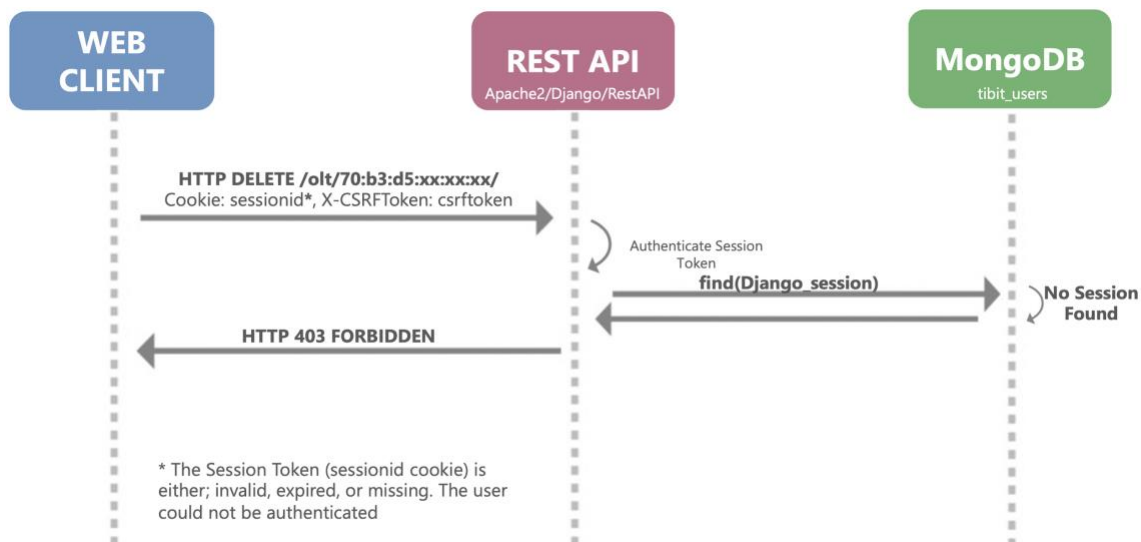 WEB
CLIENT
REST API
Apache2/Django/RestAPI
MongoDB
tibit_users
HTTP DELETE /olt/70:b3:d5:xx:xx:xx/
Cookie: sessionid*, X-CSRFToken: csrftoken
Authenticate Session
Token
find(Django_session)
No Session
Found
HTTP 403 FORBIDDEN
* The Session Token (sessionid cookie) is
either; invalid, expired, or missing. The user
could not be authenticated